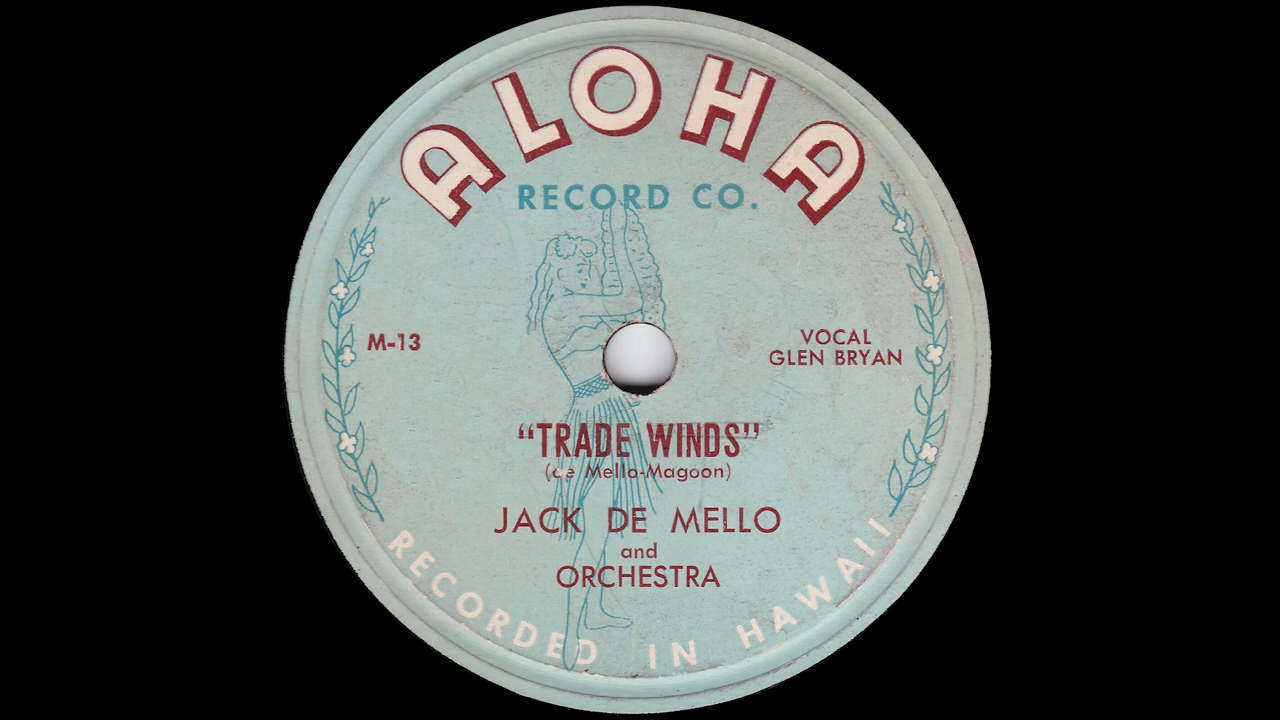 ALOHA
RECORD CO.
M-13
VOCAL
GLEN BRYAN
"TRADE WINDS"
(de Mello-Magoon)
JACK DE MELLO
and
ORCHESTRA
RECORDED IN HAWAII